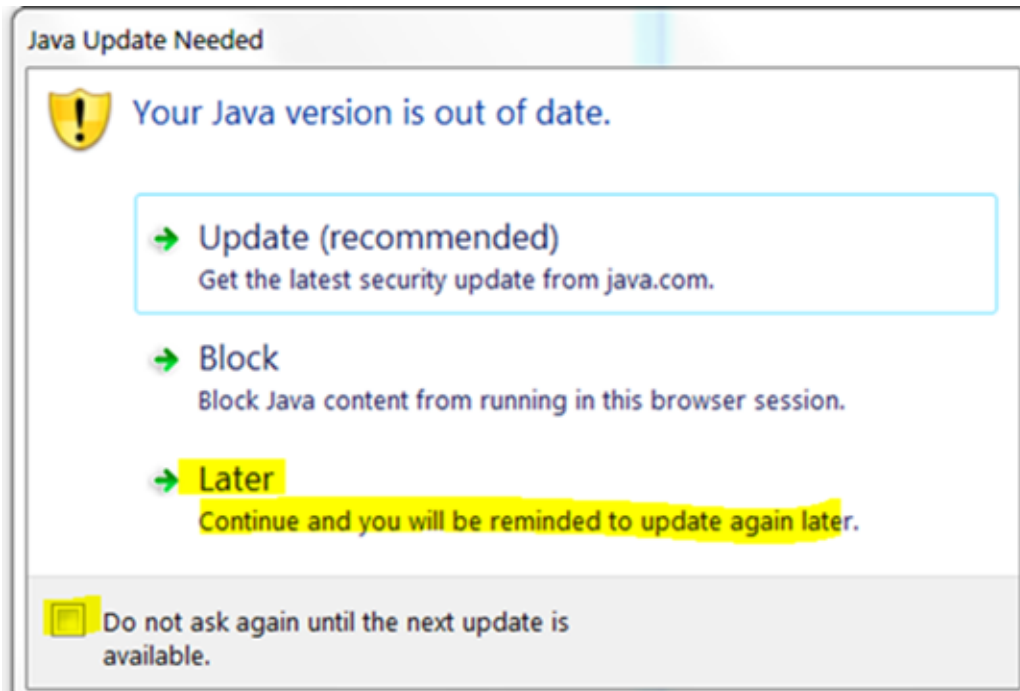 Java Update Needed
Your Java version is out of date.
Update (recommended)
Get the latest security update from java.com.
Block
Block Java content from running in this browser session.
Later
Continue and you will be reminded to update again later.
Do not ask again until the next update is
available.